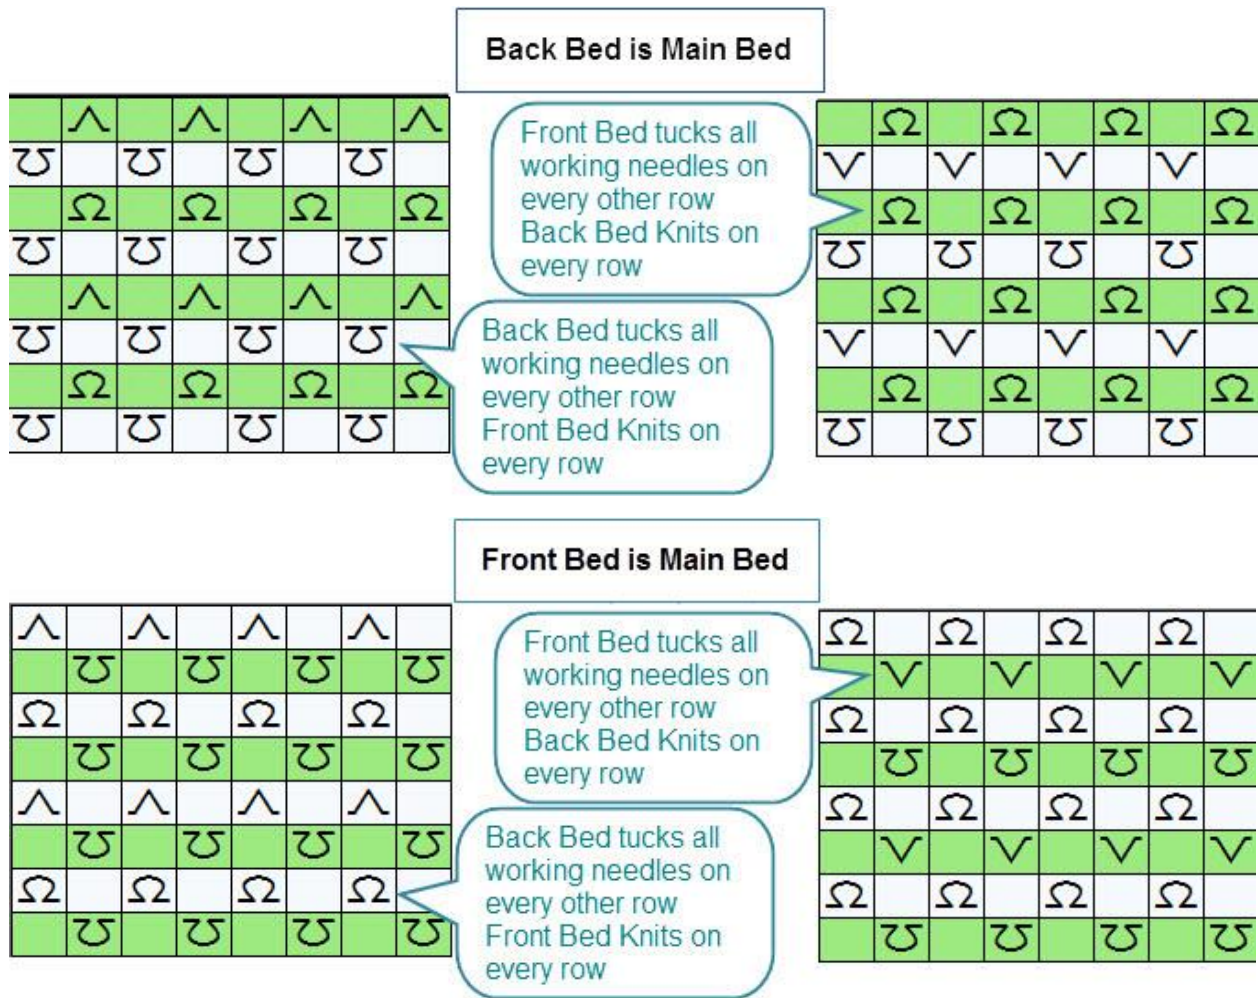 Back Bed is Main Bed
Front Bed tucks all
working needles on
every other row
Back Bed Knits on
every row
Back Bed tucks all
working needles on
every other row
Front Bed Knits on
every row
Front Bed is Main Bed
Front Bed tucks all
working needles on
every other row
Back Bed Knits on
every row
Back Bed tucks all
working needles on
every other row
Front Bed Knits on
every row